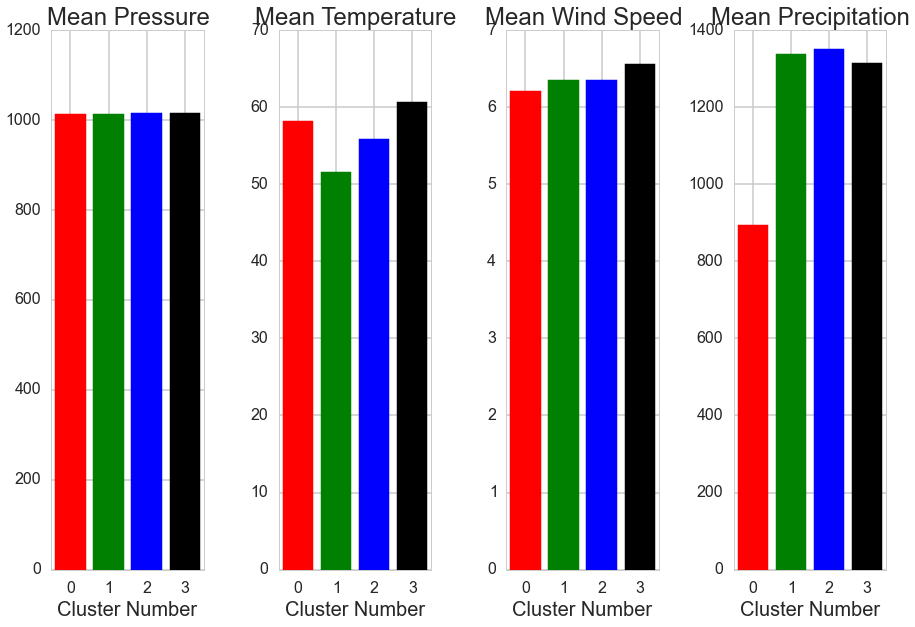 Mean Pressure
1200
1000
800
600
400
200
0
0 1 2 3
Cluster Number
Mean Temperature
70
60
50
40
30
20
10
0
0 1 2 3
Cluster Number
Mean Wind Speed
7
6
5
4
3
2
1
0
0 1 2 3
Cluster Number
Mean Precipitation
1400
1200
1000
800
600
400
200
0
0 1 2 3
Cluster Number